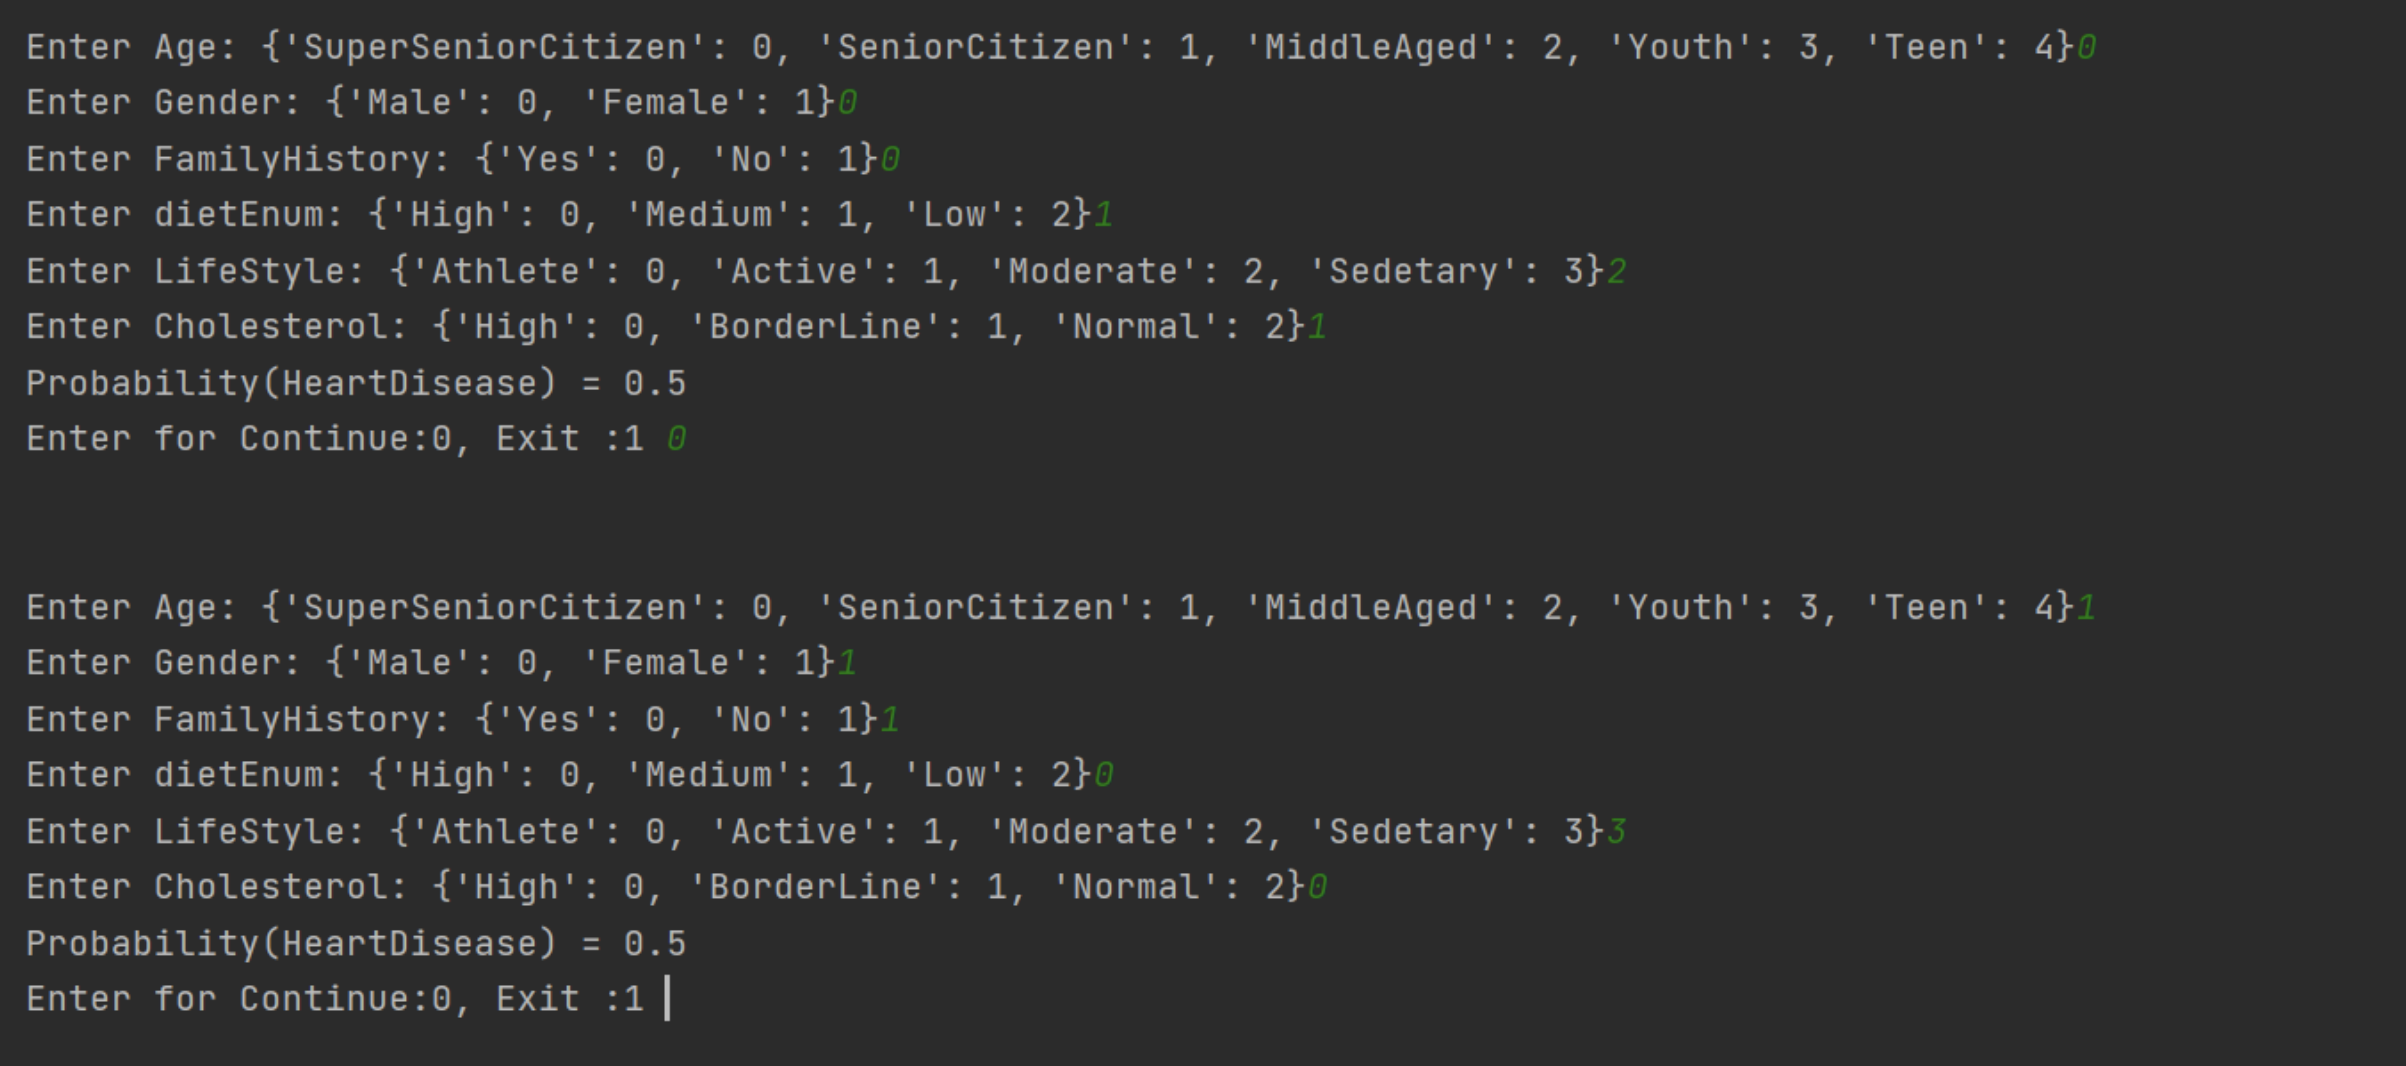 Enter Age: {'SuperSeniorCitizen': 0, 'SeniorCitizen': 1, 'MiddleAged': 2, 'Youth': 3, 'Teen': 4}0
Enter Gender: {'Male': 0, 'Female': 1}0
Enter FamilyHistory: {'Yes': 0, 'No': 1}0
Enter dietEnum: {'High': 0, 'Medium': 1, 'Low': 2}1
Enter LifeStyle: {'Athlete': 0, 'Active': 1, 'Moderate': 2, 'Sedetary': 3}2
Enter Cholesterol: {'High': 0, 'BorderLine': 1, 'Normal': 2}1
Probability(HeartDisease) = 0.5
Enter for Continue:0, Exit :1 0
Enter Age: {'SuperSeniorCitizen': 0, 'SeniorCitizen': 1, 'MiddleAged': 2, 'Youth': 3, 'Teen': 4}1
Enter Gender: {'Male': 0, 'Female': 1}1
Enter FamilyHistory: {'Yes': 0, 'No': 1}1
Enter dietEnum: {'High': 0, 'Medium': 1, 'Low': 2}0
Enter LifeStyle: {'Athlete': 0, 'Active': 1, 'Moderate': 2, 'Sedetary': 3}3
Enter Cholesterol: {'High': 0, 'BorderLine': 1, 'Normal': 2}0
Probability(HeartDisease) = 0.5
Enter for Continue:0, Exit :1